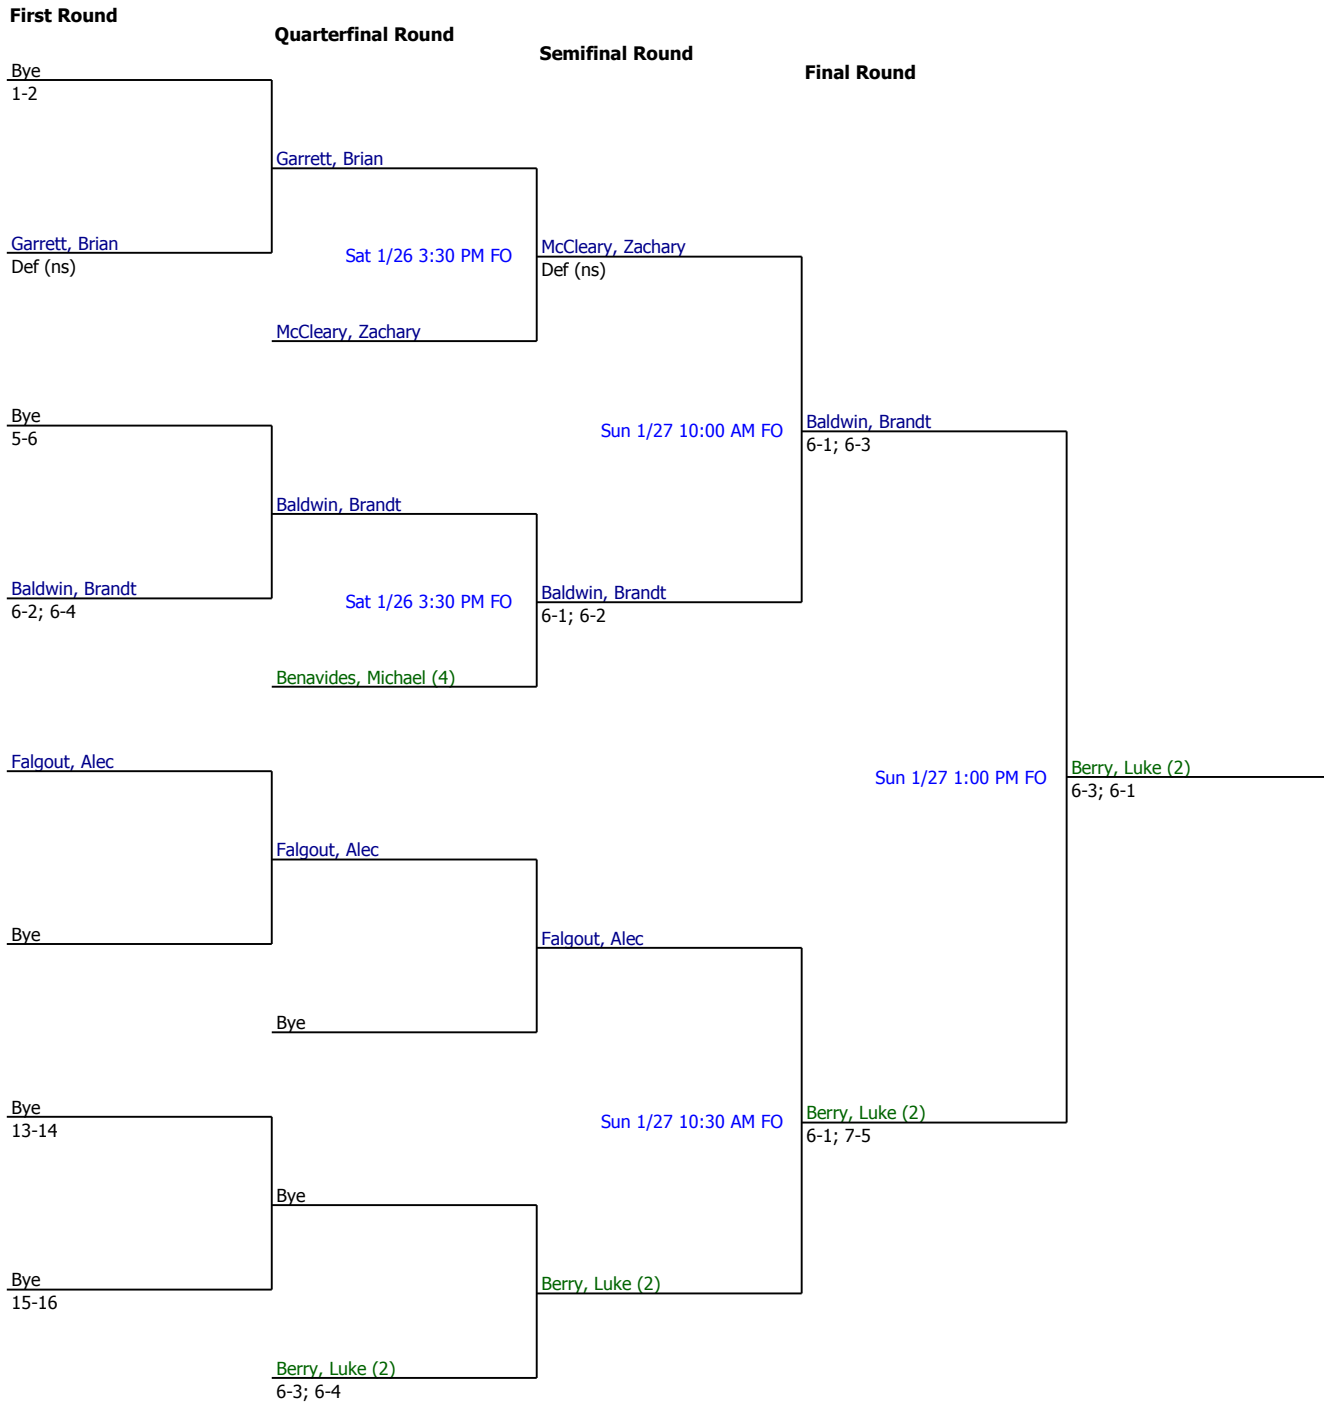 First Round
Quarterfinal Round
Semifinal Round
Final Round
Bye
1-2
Garrett, Brian
Garrett, Brian
Def (ns)
Sat 1/26 3:30 PM FO
McCleary, Zachary
Def (ns)
McCleary, Zachary
Bye
5-6
Sun 1/27 10:00 AM FO
Baldwin, Brandt
6-1; 6-3
Baldwin, Brandt
Baldwin, Brandt
6-2; 6-4
Sat 1/26 3:30 PM FO
Baldwin, Brandt
6-1; 6-2
Benavides, Michael (4)
Falgout, Alec
Sun 1/27 1:00 PM FO
Berry, Luke (2)
6-3; 6-1
Falgout, Alec
Bye
Falgout, Alec
Bye
Bye
13-14
Sun 1/27 10:30 AM FO
Berry, Luke (2)
6-1; 7-5
Bye
Bye
15-16
Berry, Luke (2)
Berry, Luke (2)
6-3; 6-4